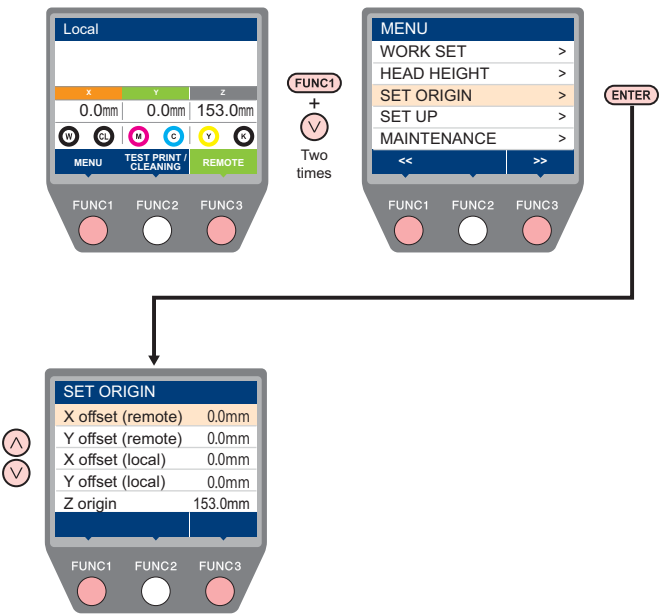 Local
X Y Z
0.0mm 0.0mm 153.0mm
W CL M C Y K
MENU TEST PRINT / CLEANING REMOTE
FUNC1 FUNC2 FUNC3
FUNC1
+
Two
times
MENU
WORK SET >
HEAD HEIGHT >
SET ORIGIN >
SET UP >
MAINTENANCE >
<< >>
FUNC1 FUNC2 FUNC3
ENTER
SET ORIGIN
X offset (remote) 0.0mm
Y offset (remote) 0.0mm
X offset (local) 0.0mm
Y offset (local) 0.0mm
Z origin 153.0mm
FUNC1 FUNC2 FUNC3